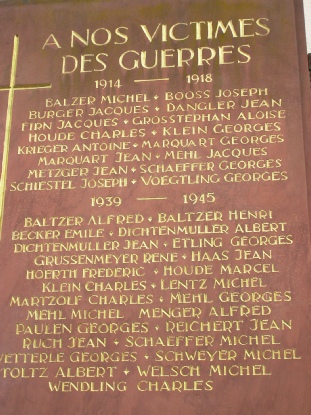 A NOS VICTIMES
DES GUERRES
1914 — 1918
BALZER MICHEL • BOOSS JOSEPH
BURGER JACQUES • DANGLER JEAN
FIRN JACQUES • GROSSTEPHAN ALOISE
HOUDE CHARLES • KLEIN GEORGES
KRIEGER ANTOINE • MARQUART GEORGES
MARQUART JEAN • MEHL JACQUES
METZGER JEAN • SCHAEFFER GEORGES
SCHIESTEL JOSEPH • VOEGTLING GEORGES
1939 — 1945
BALTZER ALFRED • BALTZER HENRI
BECKER EMILE • DICHTENMULLER ALBERT
DICHTENMULLER JEAN • ETLING GEORGES
GRUSSENMEYER RENE • HAAS JEAN
HOERTH FREDERIC • HOUDE MARCEL
KLEIN CHARLES • LENTZ MICHEL
MARTZOLF CHARLES • MEHL GEORGES
MEHL MICHEL MENGER ALFRED
PAULEN GEORGES • REICHERT JEAN
RUCH JEAN • SCHAEFFER MICHEL
VETTERLE GEORGES • SCHWEYER MICHEL
TOLTZ ALBERT • WELSCH MICHEL
WENDLING CHARLES